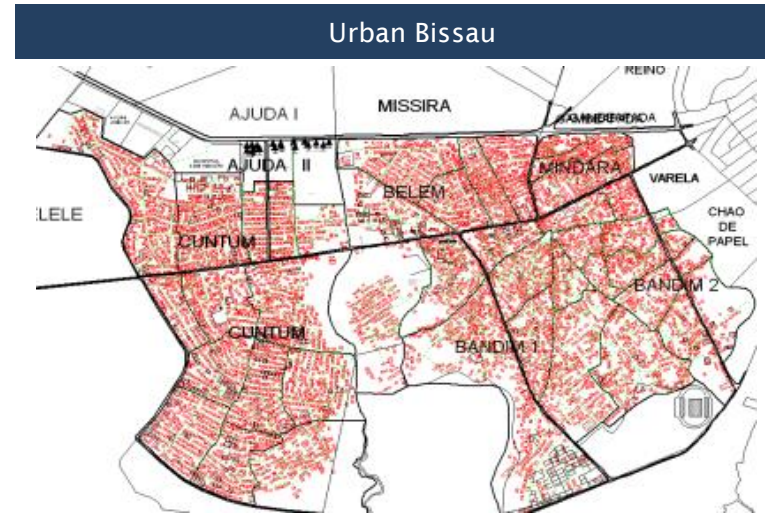 Urban Bissau
REINO
AJUDA I
MISSIRA
AJUDA II
MINDARA
BELEM
VARELA
LELE
CHAO
DE
PAPEL
CUNTUM
BANDIM 2
CUNTUM
BANDIM 1